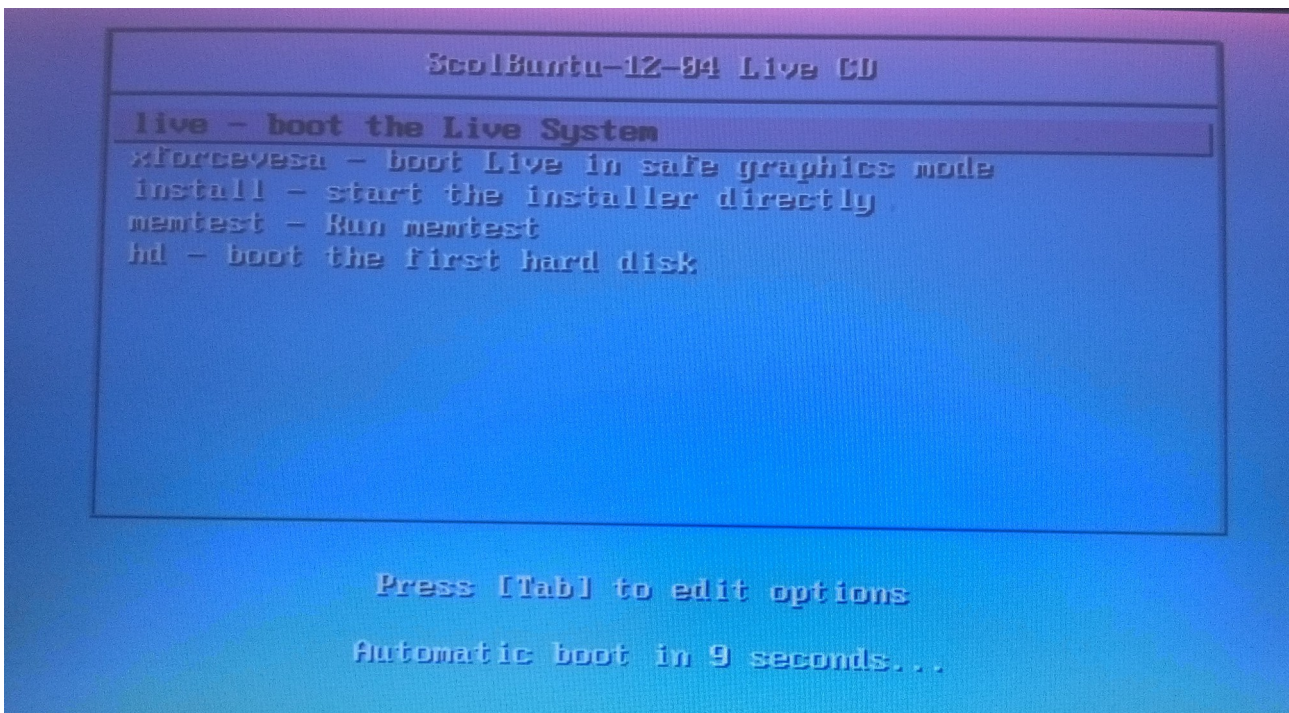 ScolBuntu-12-04 Live CD
live - boot the Live System
xforcevesa - boot Live in safe graphics mode
install - start the installer directly
memtest - Run memtest
hd - boot the first hard disk
Press [Tab] to edit options
Automatic boot in 9 seconds...